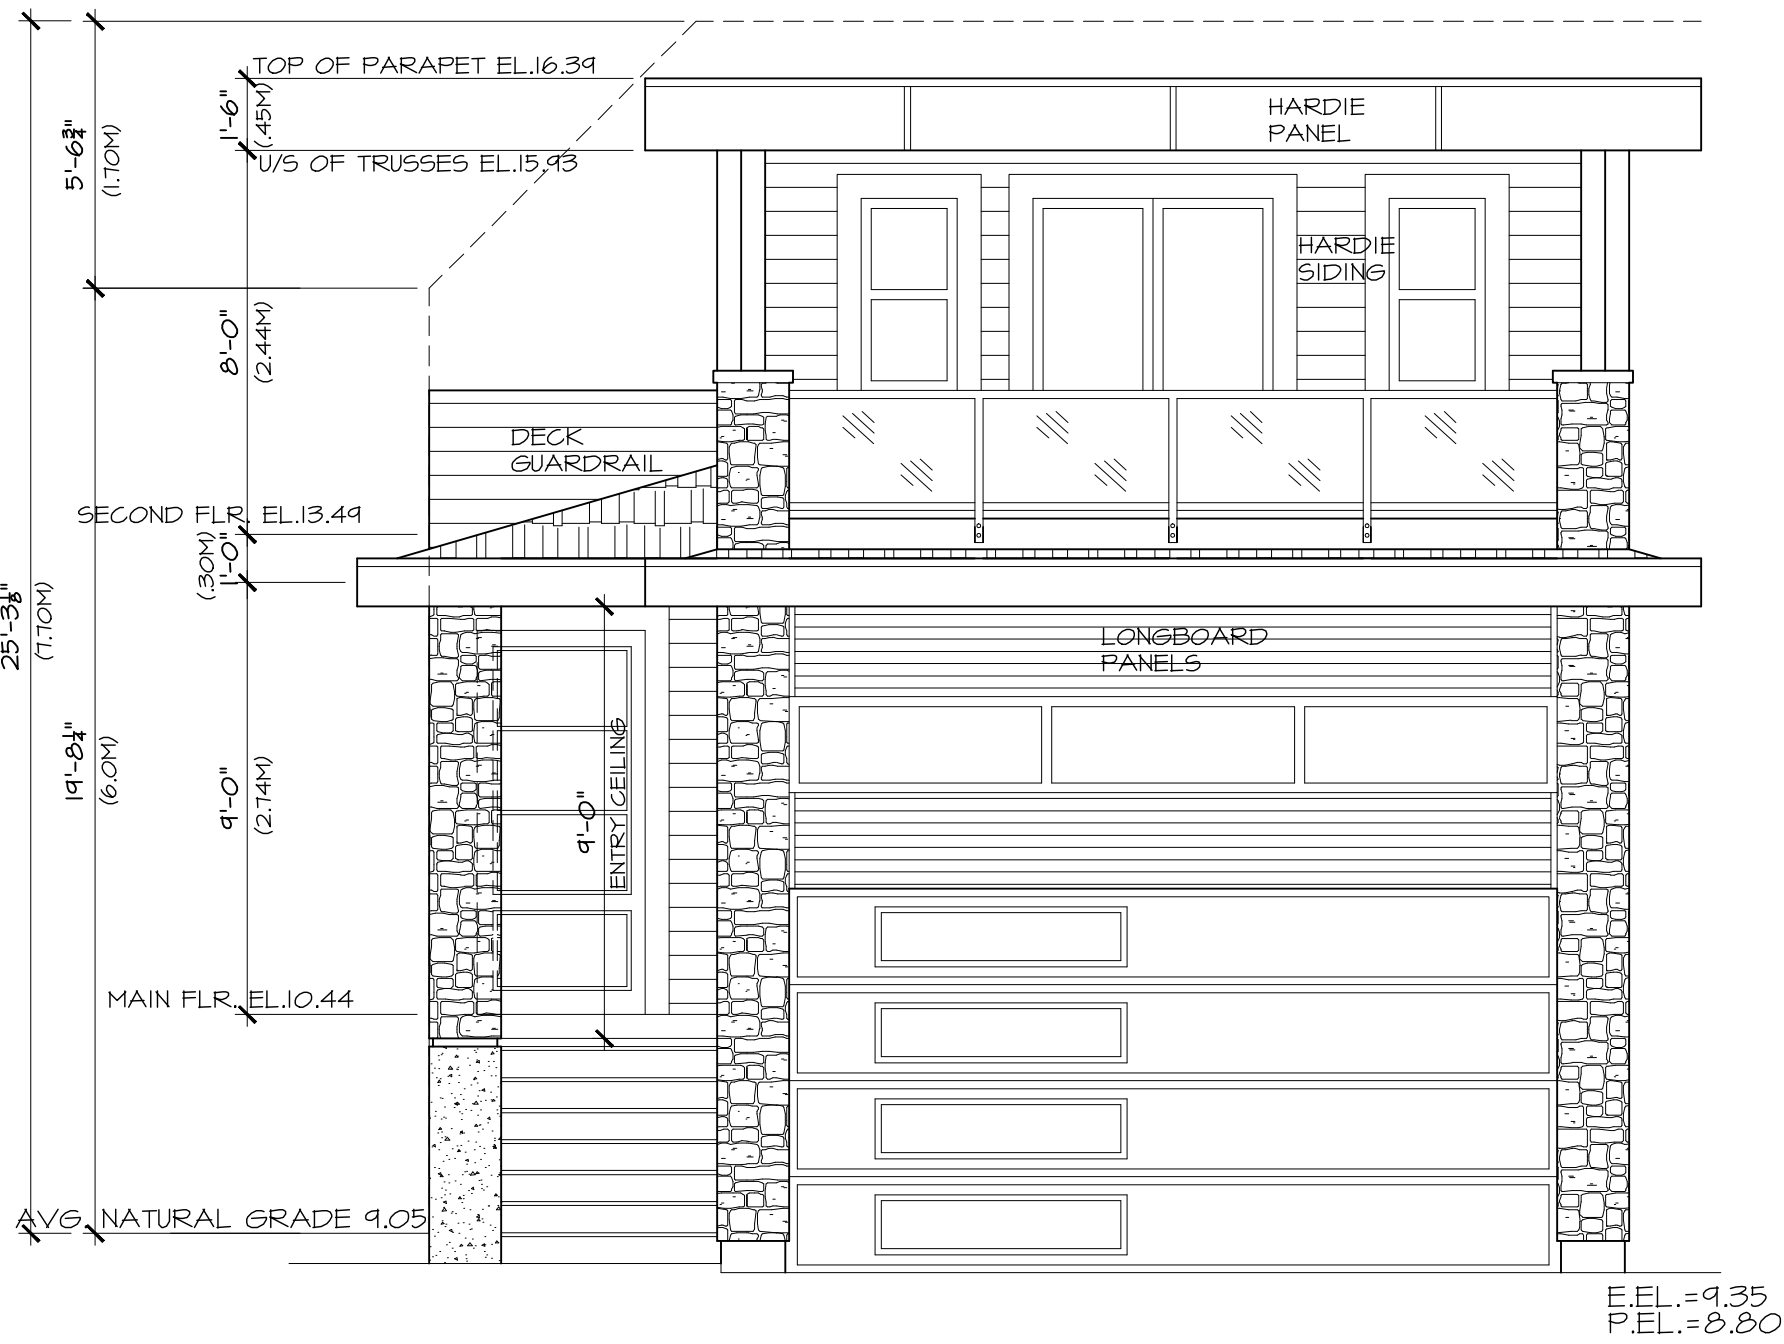 TOP OF PARAPET EL.16.39
1'-6"
(.45M)
HARDIE
PANEL
5'-6¾"
(1.70M)
U/S OF TRUSSES EL.15.93
HARDIE
SIDING
8'-0"
(2.44M)
DECK
GUARDRAIL
SECOND FLR. EL.13.49
1'-0"
(.30M)
25'-3⅛"
(7.70M)
LONGBOARD
PANELS
19'-8¼"
(6.0M)
9'-0"
(2.74M)
9'-0"
ENTRY CEILING
MAIN FLR. EL.10.44
AVG. NATURAL GRADE 9.05
E.EL.=9.35
P.EL.=8.80